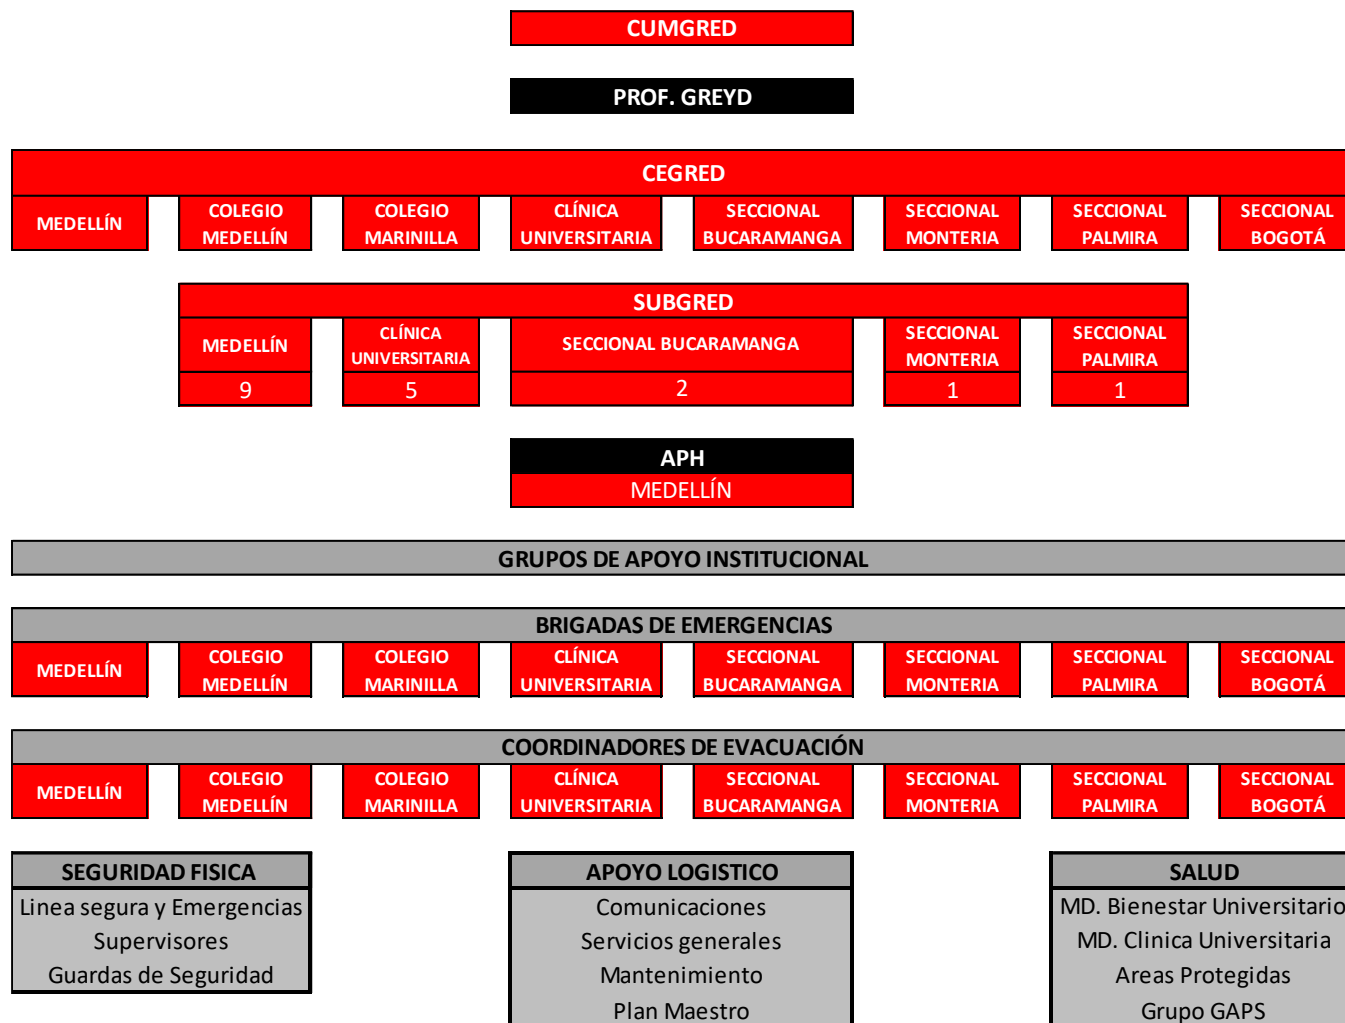 CUMGRED
PROF. GREYD
CEGRED
MEDELLÍN
COLEGIO
MEDELLÍN
COLEGIO
MARINILLA
CLÍNICA
UNIVERSITARIA
SECCIONAL
BUCARAMANGA
SECCIONAL
MONTERIA
SECCIONAL
PALMIRA
SECCIONAL
BOGOTÁ
SUBGRED
MEDELLÍN
CLÍNICA
UNIVERSITARIA
SECCIONAL BUCARAMANGA
SECCIONAL
MONTERIA
SECCIONAL
PALMIRA
9
5
2
1
1
APH
MEDELLÍN
GRUPOS DE APOYO INSTITUCIONAL
BRIGADAS DE EMERGENCIAS
MEDELLÍN
COLEGIO
MEDELLÍN
COLEGIO
MARINILLA
CLÍNICA
UNIVERSITARIA
SECCIONAL
BUCARAMANGA
SECCIONAL
MONTERIA
SECCIONAL
PALMIRA
SECCIONAL
BOGOTÁ
COORDINADORES DE EVACUACIÓN
MEDELLÍN
COLEGIO
MEDELLÍN
COLEGIO
MARINILLA
CLÍNICA
UNIVERSITARIA
SECCIONAL
BUCARAMANGA
SECCIONAL
MONTERIA
SECCIONAL
PALMIRA
SECCIONAL
BOGOTÁ
SEGURIDAD FISICA
Linea segura y Emergencias
Supervisores
Guardas de Seguridad
APOYO LOGISTICO
Comunicaciones
Servicios generales
Mantenimiento
Plan Maestro
SALUD
MD. Bienestar Universitario
MD. Clinica Universitaria
Areas Protegidas
Grupo GAPS